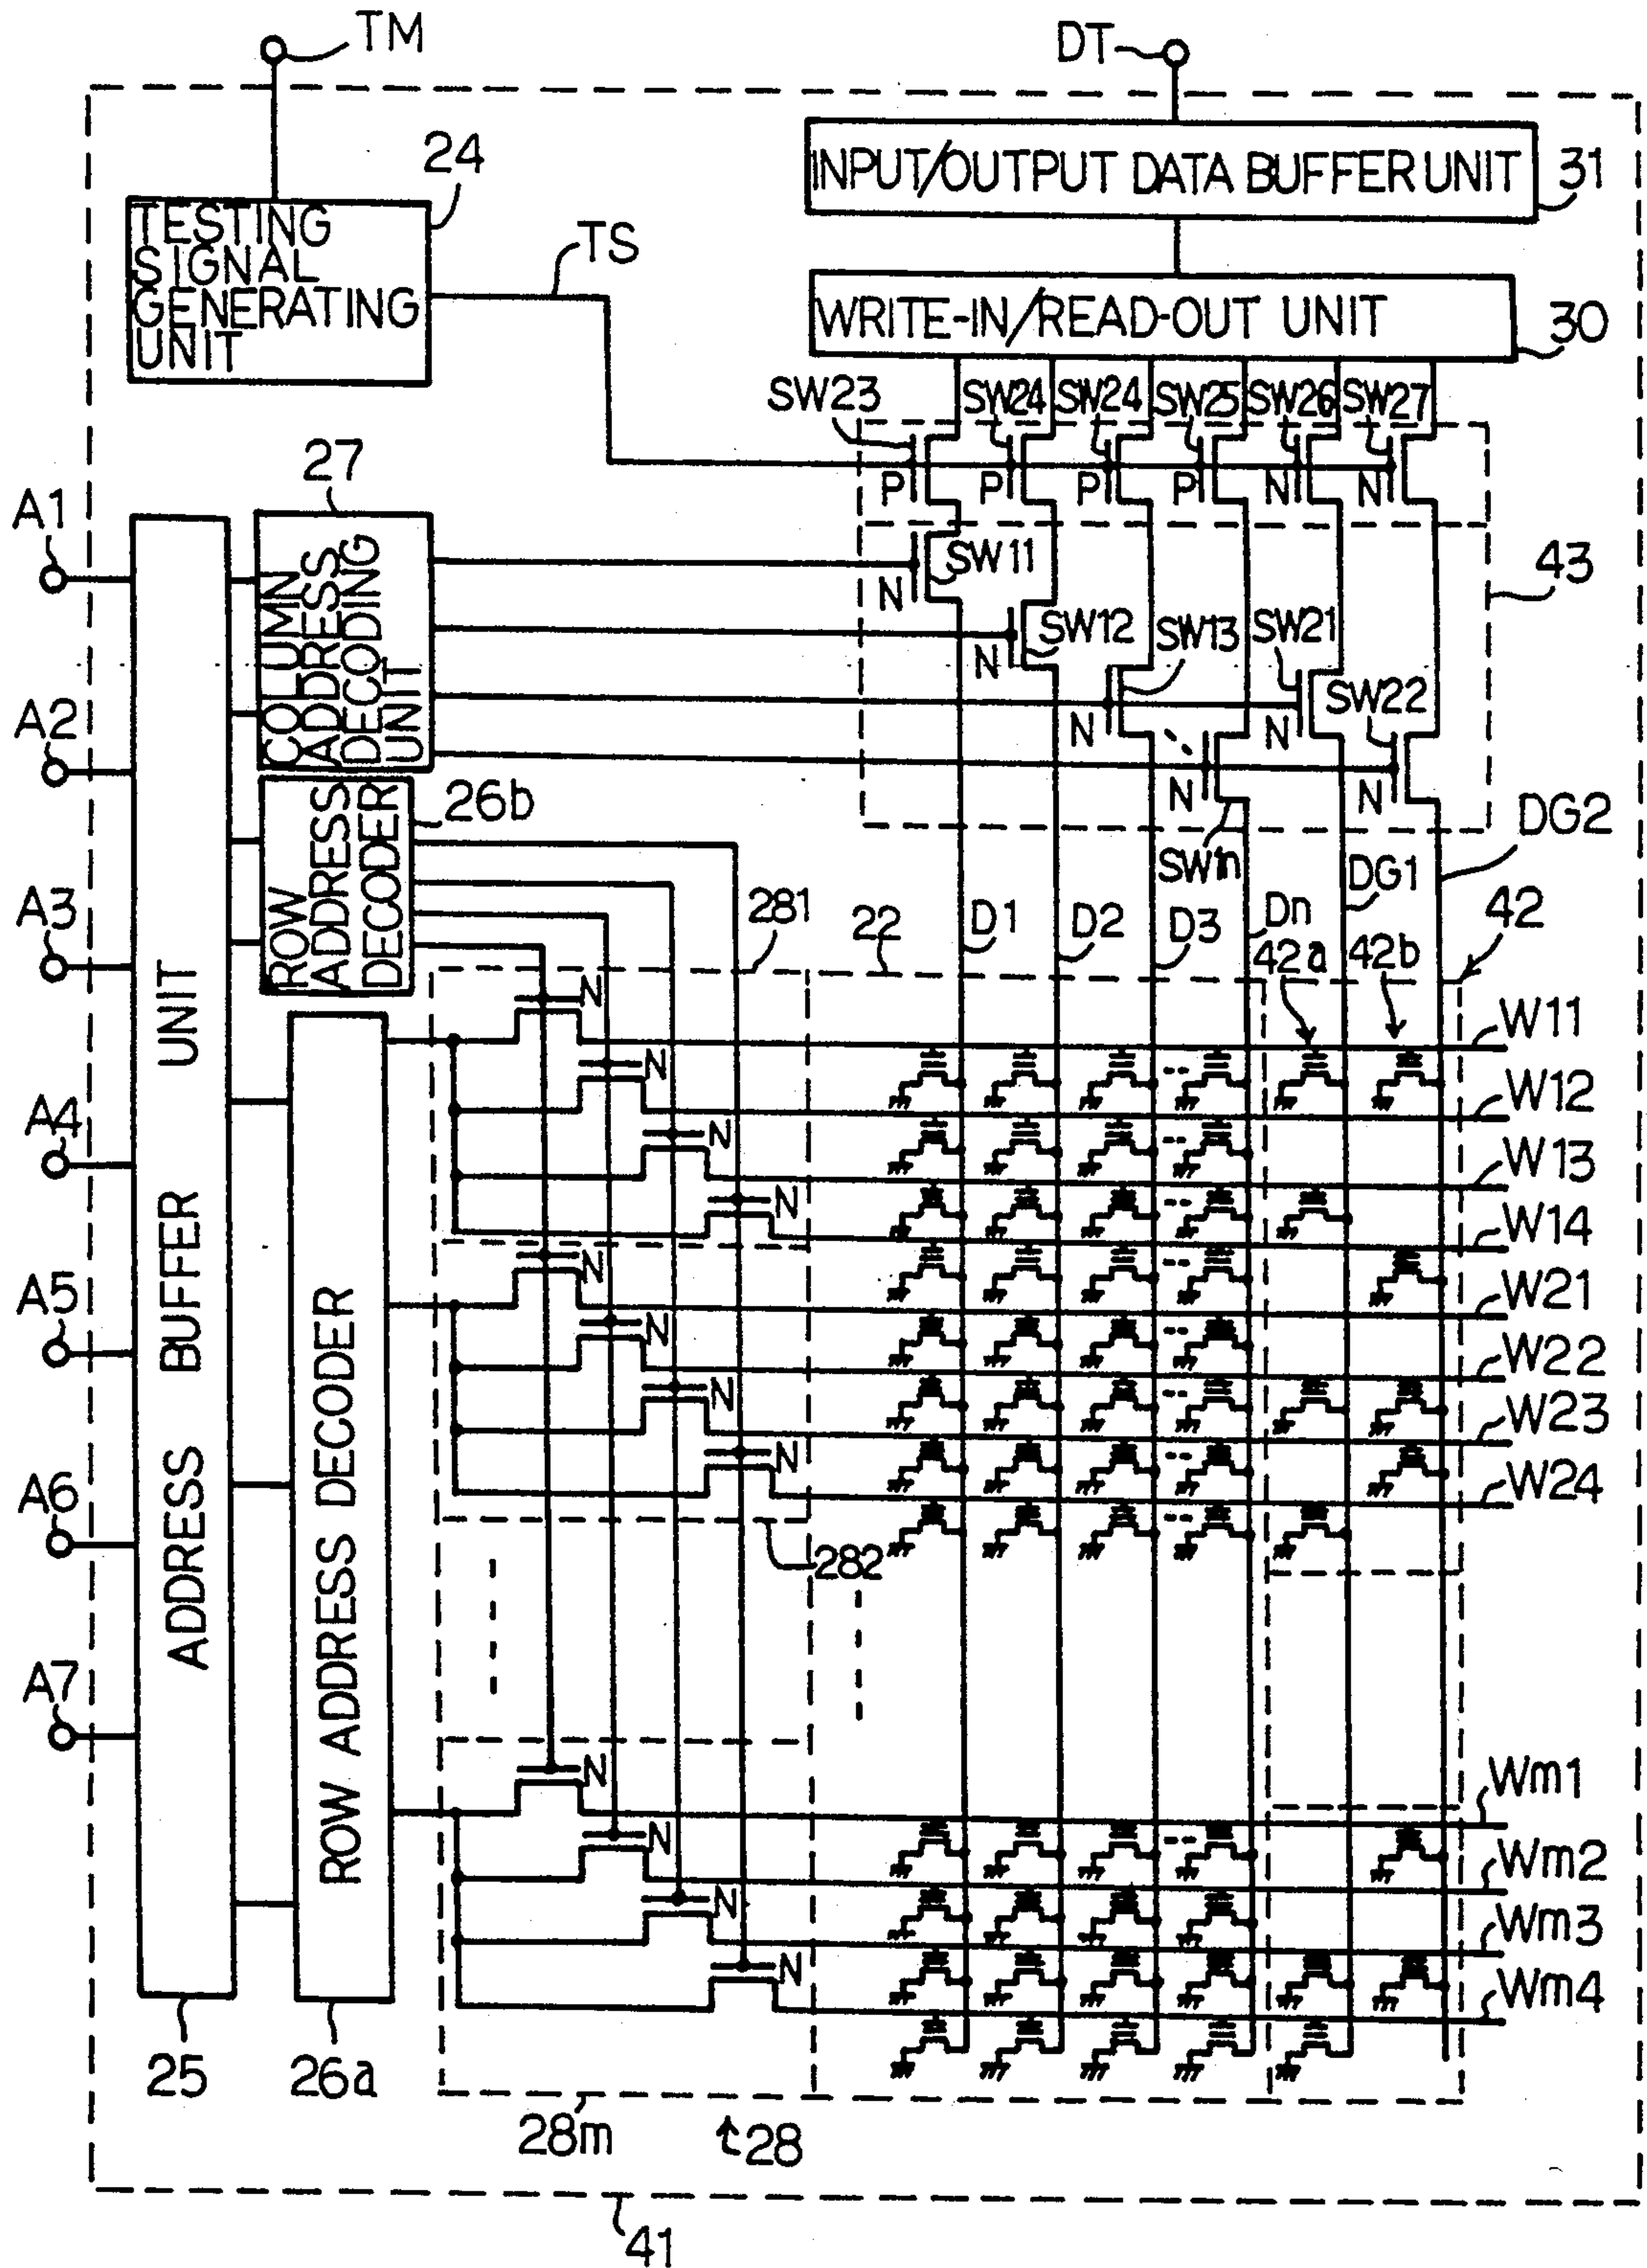 TM
DT
24
TESTING
SIGNAL
GENERATING
UNIT
TS
INPUT/OUTPUT DATA BUFFER UNIT
31
WRITE-IN/READ-OUT UNIT
30
SW23
SW24
SW24
SW25
SW26
SW27
P
P
P
P
N
N
27
A1
COLUMN
ADDRESS
DECODING
UNIT
SW11
N
43
SW12
N
SW13
SW21
N
N
SW22
A2
N
N
SW1n
26b
ROW
ADDRESS
DECODER
DG2
DG1
A3
281
22
D1
D2
D3
Dn
42a
42b
42
N
W11
N
W12
A4
N
W13
N
W14
N
W21
A5
N
W22
N
W23
N
W24
A6
282
ADDRESS BUFFER UNIT
ROW ADDRESS DECODER
A7
N
Wm1
N
Wm2
N
Wm3
N
Wm4
25
26a
28m
28
41